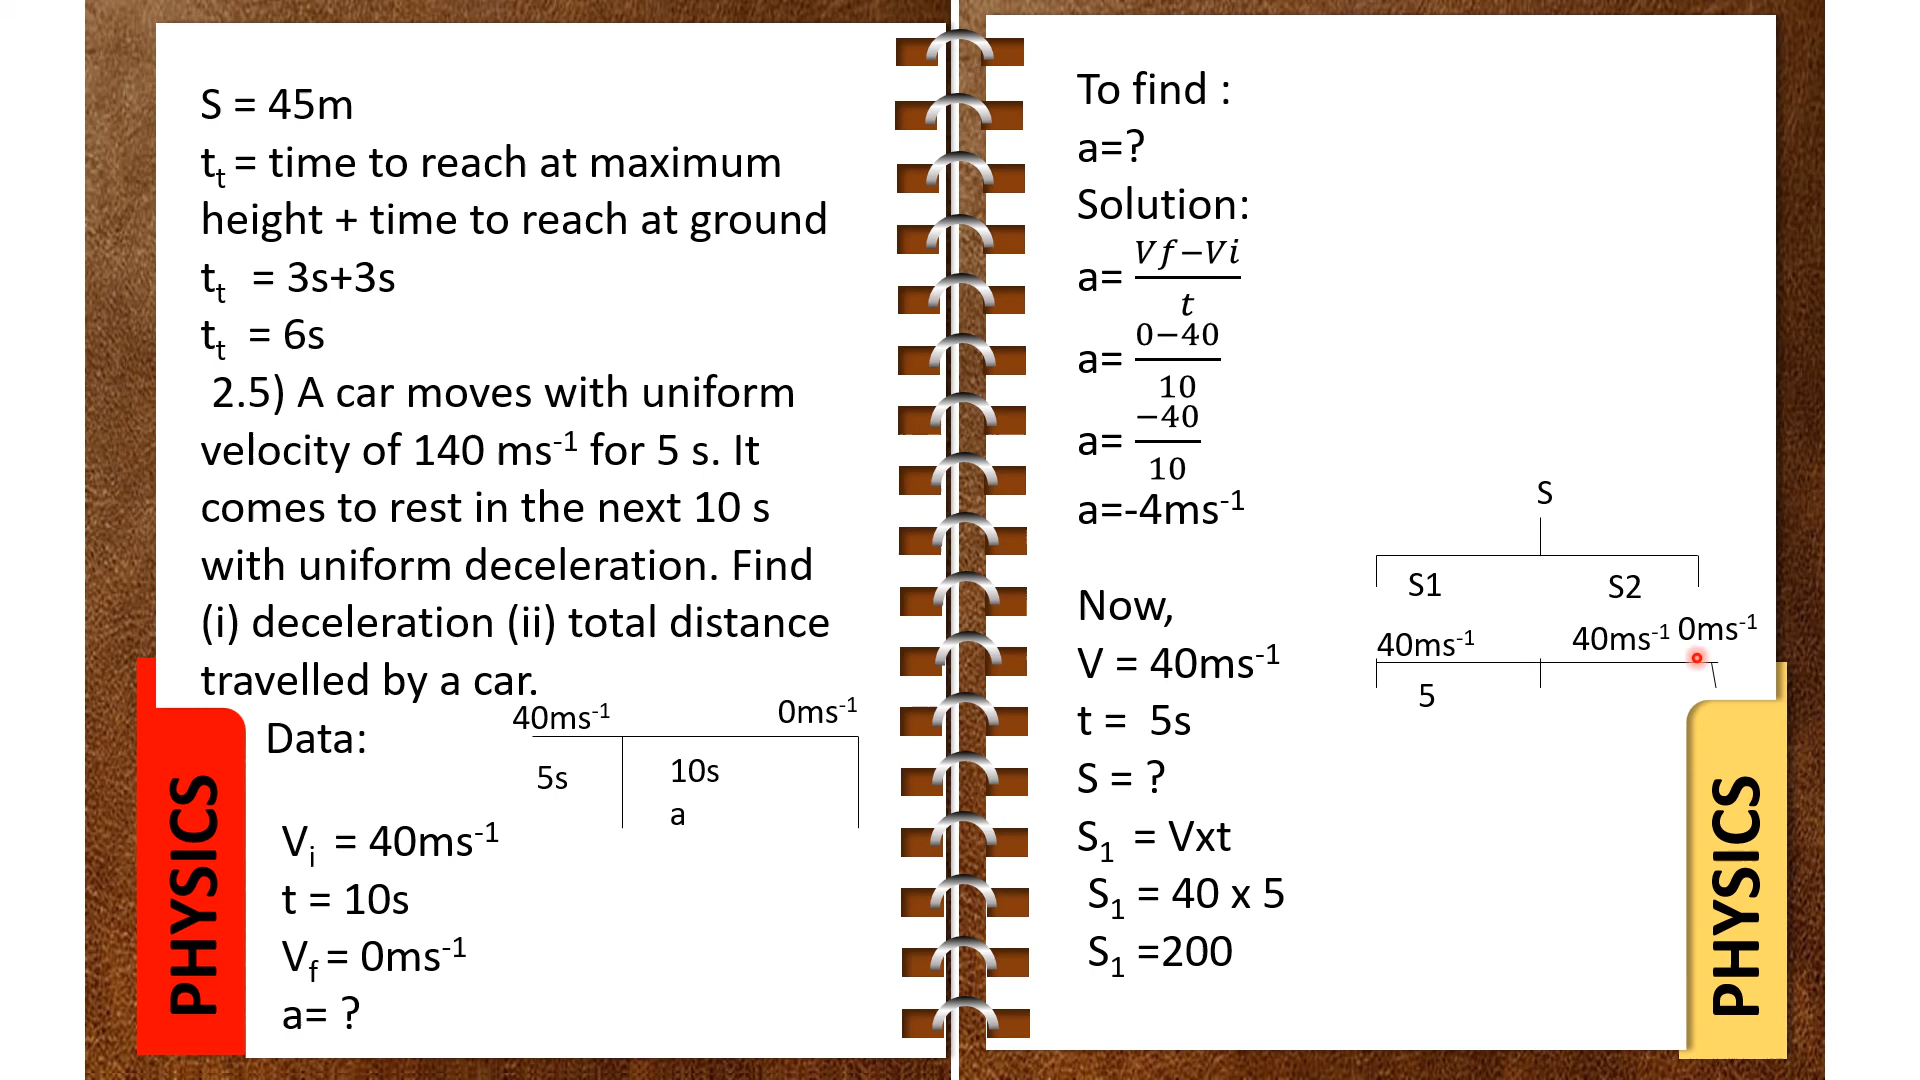 S = 45m
tt = time to reach at maximum
height + time to reach at ground
tt = 3s+3s
tt = 6s
2.5) A car moves with uniform
velocity of 140 ms-1 for 5 s. It
comes to rest in the next 10 s
with uniform deceleration. Find
(i) deceleration (ii) total distance
travelled by a car.
40ms-1 0ms-1
Data:
5s 10s
a
Vi = 40ms-1
t = 10s
Vf = 0ms-1
a= ?
PHYSICS
To find :
a=?
Solution:
a= Vf−Vi
t
a= 0−40
10
a= −40
10
a=-4ms-1
Now,
V = 40ms-1
t = 5s
S = ?
S1 = Vxt
S1 = 40 x 5
S1 =200
S
S1 S2
40ms-1 40ms-1 0ms-1
5
PHYSICS